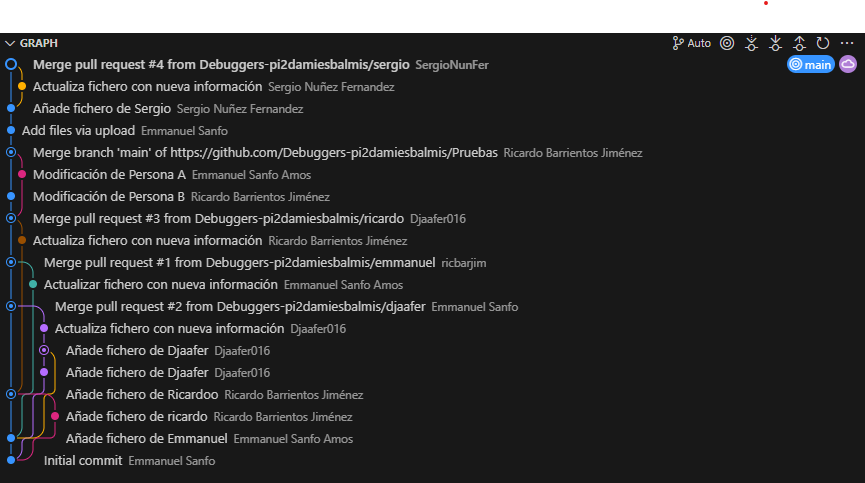 GRAPH Auto
Merge pull request #4 from Debuggers-pi2damiesbalmis/sergio SergioNunFer main
Actualiza fichero con nueva información Sergio Nuñez Fernandez
Añade fichero de Sergio Sergio Nuñez Fernandez
Add files via upload Emmanuel Sanfo
Merge branch 'main' of https://github.com/Debuggers-pi2damiesbalmis/Pruebas Ricardo Barrientos Jiménez
Modificación de Persona A Emmanuel Sanfo Amos
Modificación de Persona B Ricardo Barrientos Jiménez
Merge pull request #3 from Debuggers-pi2damiesbalmis/ricardo Djaafer016
Actualiza fichero con nueva información Ricardo Barrientos Jiménez
Merge pull request #1 from Debuggers-pi2damiesbalmis/emmanuel ricbarjim
Actualizar fichero con nueva información Emmanuel Sanfo Amos
Merge pull request #2 from Debuggers-pi2damiesbalmis/djaafer Emmanuel Sanfo
Actualiza fichero con nueva información Djaafer016
Añade fichero de Djaafer Djaafer016
Añade fichero de Djaafer Djaafer016
Añade fichero de Ricardoo Ricardo Barrientos Jiménez
Añade fichero de ricardo Ricardo Barrientos Jiménez
Añade fichero de Emmanuel Emmanuel Sanfo Amos
Initial commit Emmanuel Sanfo